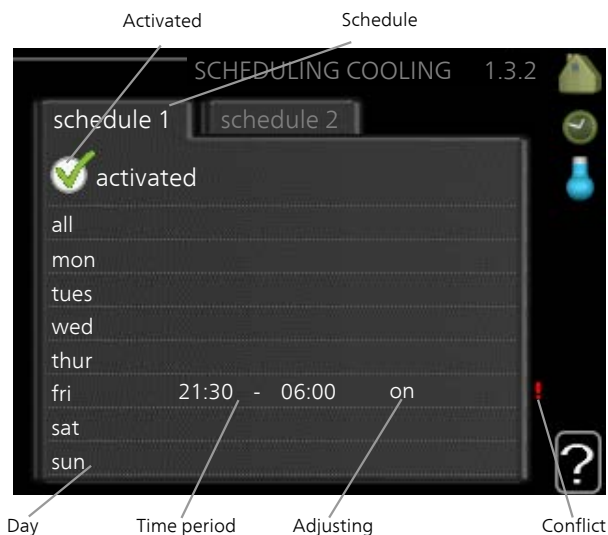 Activated Schedule
SCHEDULING COOLING 1.3.2
schedule 1 schedule 2
activated
all
mon
tues
wed
thur
fri 21:30 - 06:00 on !
sat
sun ?
Day Time period Adjusting Conflict